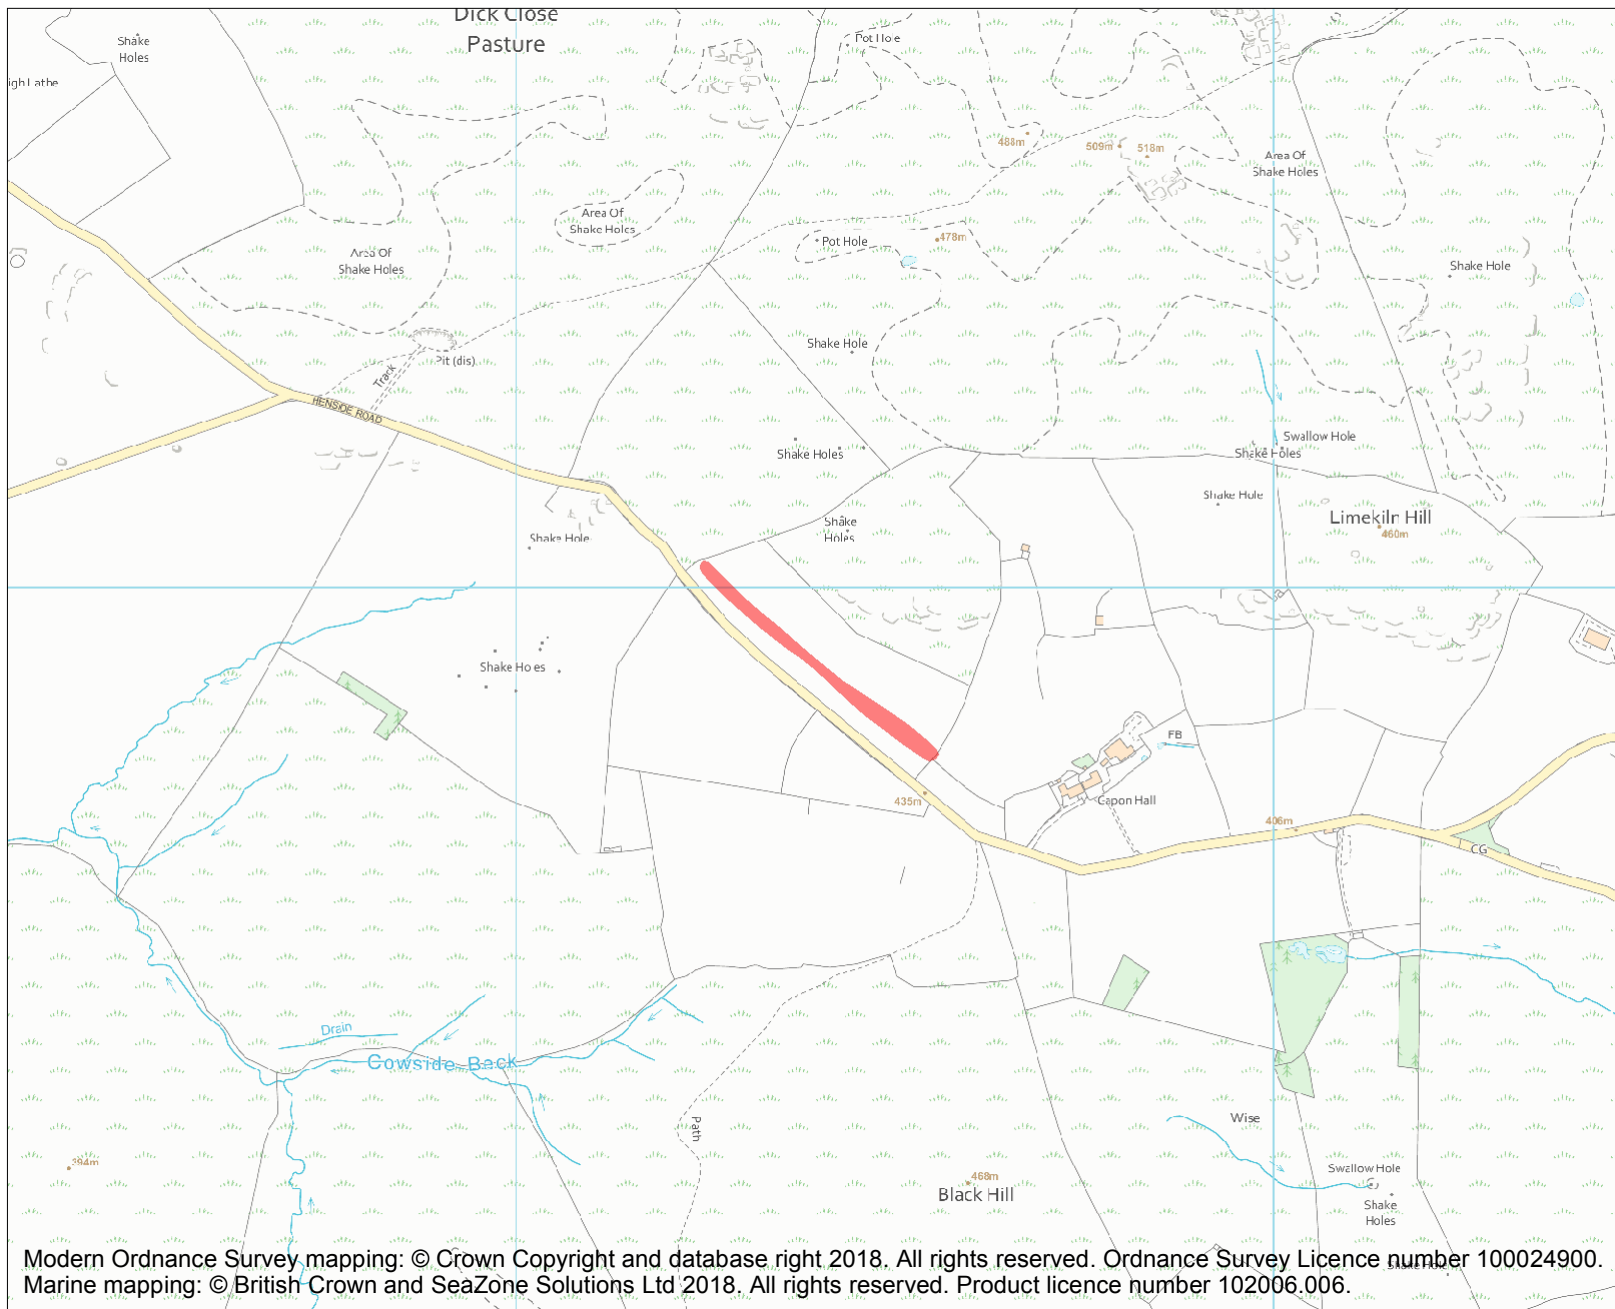 Dick Close
Pasture
Shake
Holes
Pot Hole
igh Lathe
488m
509m
518m
Area Of
Shake Holes
Area Of
Shake Holes
Pot Hole
478m
Area Of
Shake Holes
Shake Hole
Shake Hole
Pit (dis)
Track
HENSIDE ROAD
Swallow Hole
Shake Holes
Shake Holes
Shake Hole
Limekiln Hill
460m
Shake
Holes
Shake Hole
Shake Holes
FB
435m
Capon Hall
406m
CG
Drain
Cowside Beck
Path
Wise
394m
Swallow Hole
468m
Black Hill
Shake
Holes
Modern Ordnance Survey mapping: © Crown Copyright and database right 2018. All rights reserved. Ordnance Survey Licence number 100024900.
Marine mapping: © British Crown and SeaZone Solutions Ltd 2018. All rights reserved. Product licence number 102006.006.